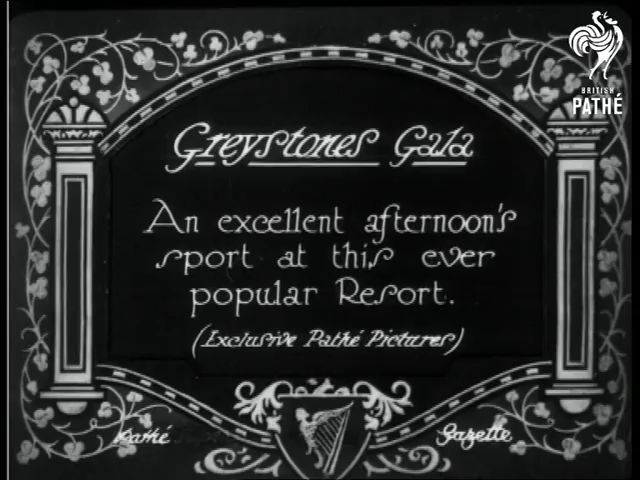 BRITISH
PATHÉ
Greystones Gala
An excellent afternoon's
sport at this ever
popular Resort.
(Exclusive Pathé Pictures)
Pathé
Gazette